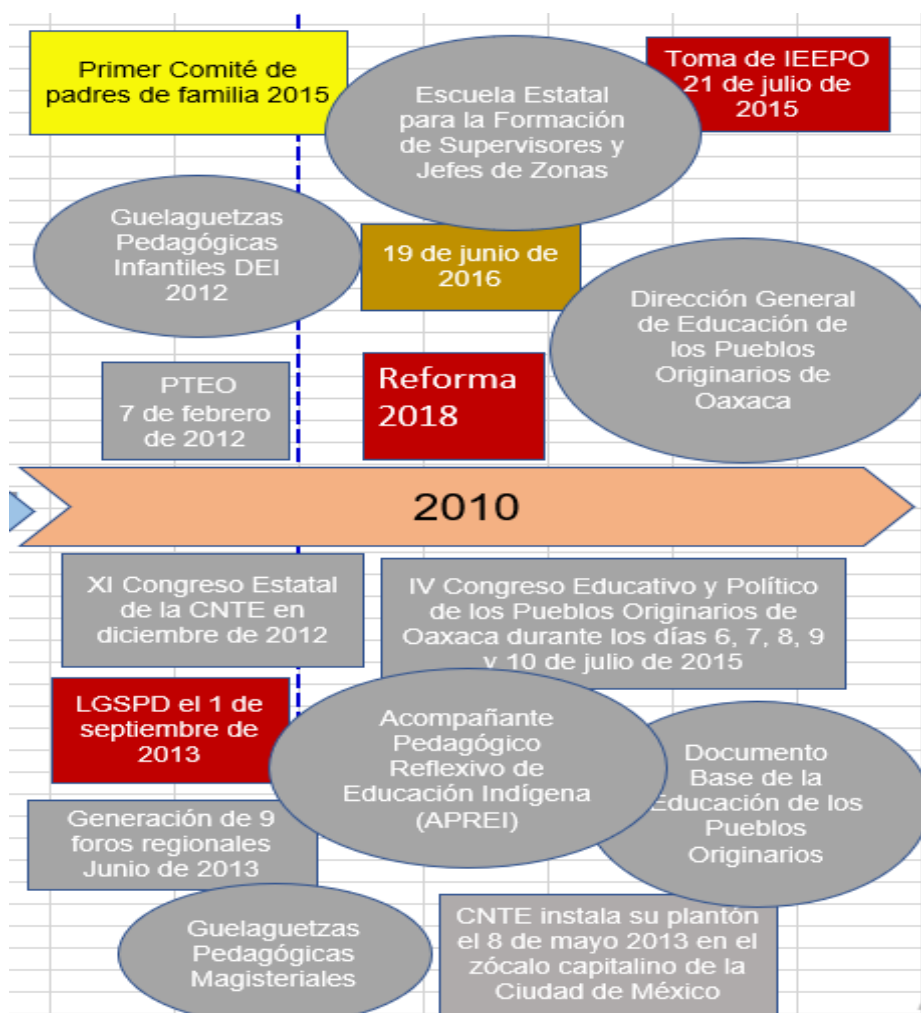 Primer Comité de
padres de familia 2015
Escuela Estatal
para la Formación
de Supervisores y
Jefes de Zonas
Toma de IEEPO
21 de julio de
2015
Guelaguetzas
Pedagógicas
Infantiles DEI
2012
19 de junio de
2016
Dirección General
de Educación de
los Pueblos
Originarios de
Oaxaca
PTEO
7 de febrero
de 2012
Reforma
2018
2010
XI Congreso Estatal
de la CNTE en
diciembre de 2012
IV Congreso Educativo y Político
de los Pueblos Originarios de
Oaxaca durante los días 6, 7, 8, 9
y 10 de julio de 2015
LGSPD el 1 de
septiembre de
2013
Acompañante
Pedagógico
Reflexivo de
Educación Indígena
(APREI)
Documento
Base de la
Educación de los
Pueblos
Originarios
Generación de 9
foros regionales
Junio de 2013
Guelaguetzas
Pedagógicas
Magisteriales
CNTE instala su plantón
el 8 de mayo 2013 en el
zócalo capitalino de la
Ciudad de México